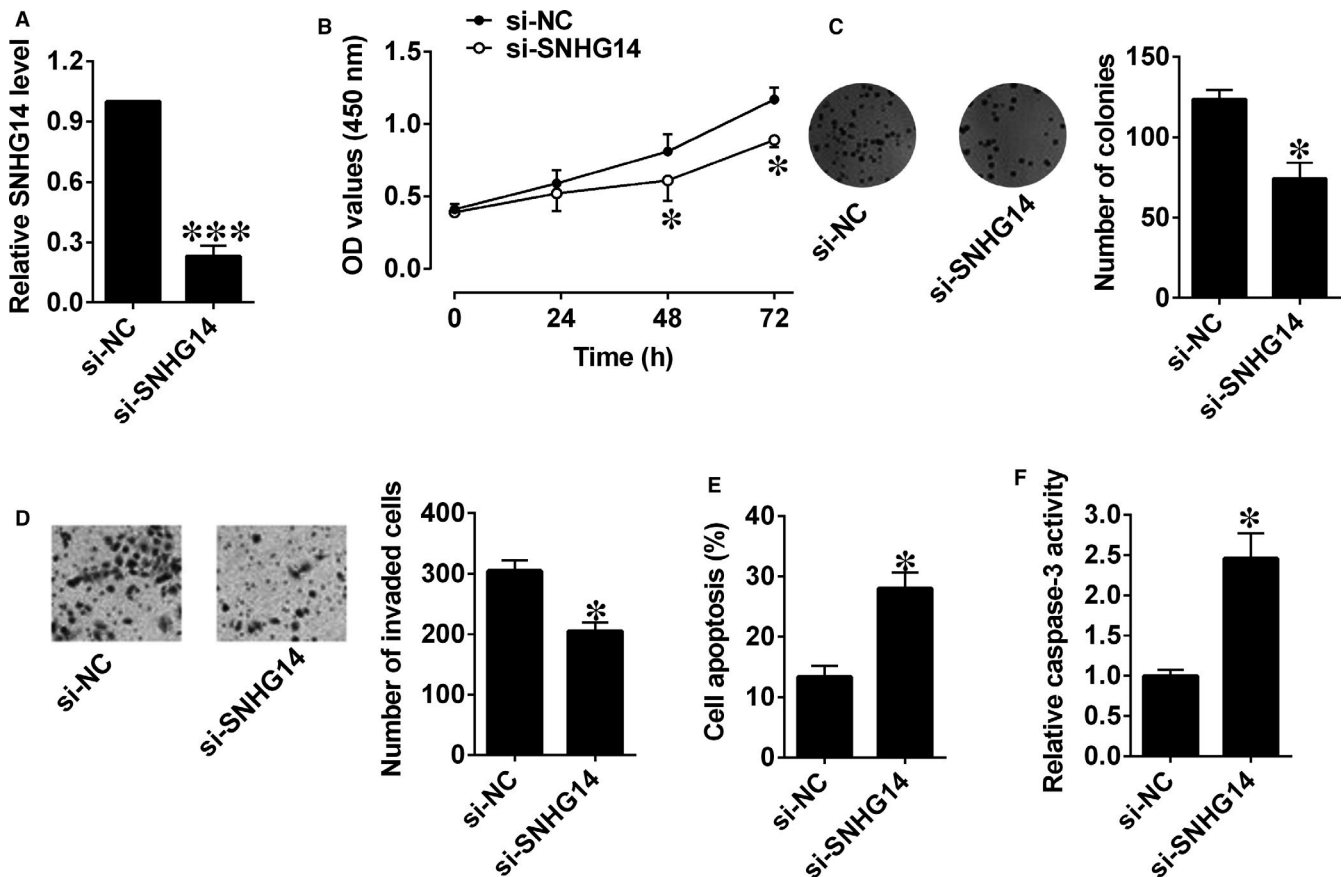 A
Relative SNHG14 level
1.2
0.9
0.6
0.3
0.0
***
si-NC
si-SNHG14
B
si-NC
si-SNHG14
OD values (450 nm)
1.5
1.0
0.5
0.0
*
*
0
24
48
72
Time (h)
C
si-NC
si-SNHG14
Number of colonies
150
100
50
0
*
si-NC
si-SNHG14
D
si-NC
si-SNHG14
Number of invaded cells
400
300
200
100
0
*
si-NC
si-SNHG14
E
Cell apoptosis (%)
40
30
20
10
0
*
si-NC
si-SNHG14
F
Relative caspase-3 activity
3.0
2.5
2.0
1.5
1.0
0.5
0.0
*
si-NC
si-SNHG14